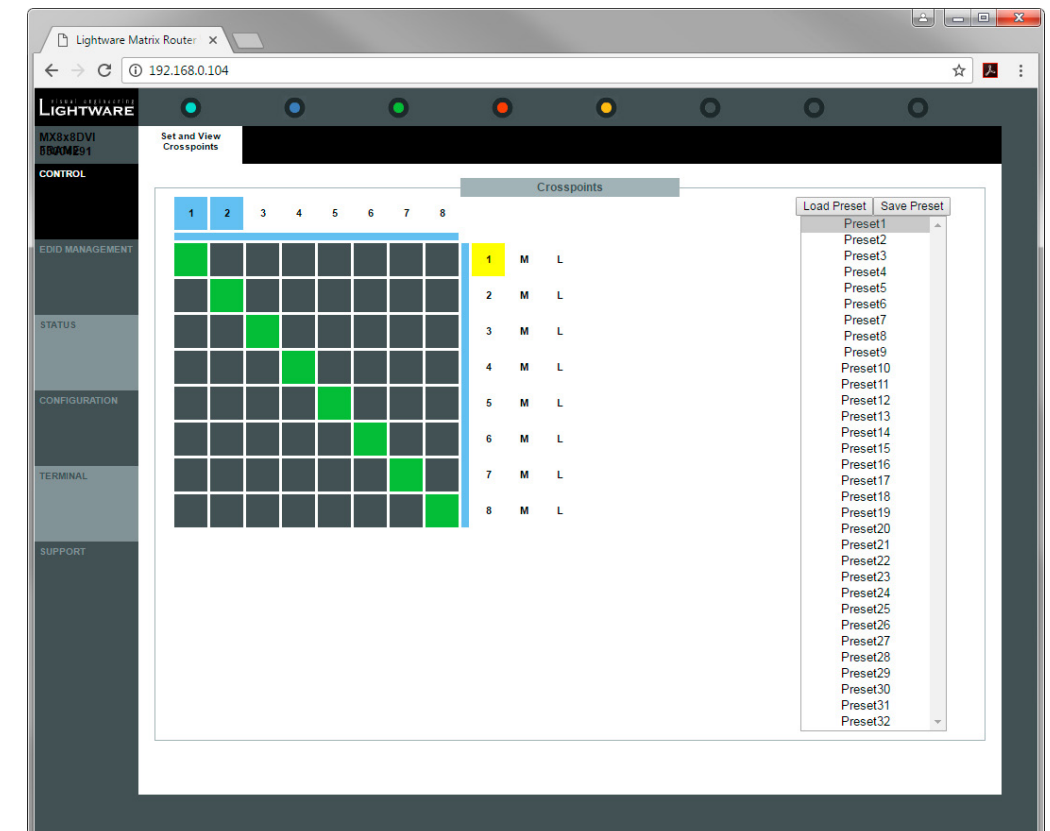 Lightware Matrix Router
192.168.0.104
visual engineering
LIGHTWARE
MX8x8DVI
FRAME
Set and View
Crosspoints
CONTROL
EDID MANAGEMENT
STATUS
CONFIGURATION
TERMINAL
SUPPORT
Crosspoints
1 2 3 4 5 6 7 8
1 M L
2 M L
3 M L
4 M L
5 M L
6 M L
7 M L
8 M L
Load Preset Save Preset
Preset1
Preset2
Preset3
Preset4
Preset5
Preset6
Preset7
Preset8
Preset9
Preset10
Preset11
Preset12
Preset13
Preset14
Preset15
Preset16
Preset17
Preset18
Preset19
Preset20
Preset21
Preset22
Preset23
Preset24
Preset25
Preset26
Preset27
Preset28
Preset29
Preset30
Preset31
Preset32